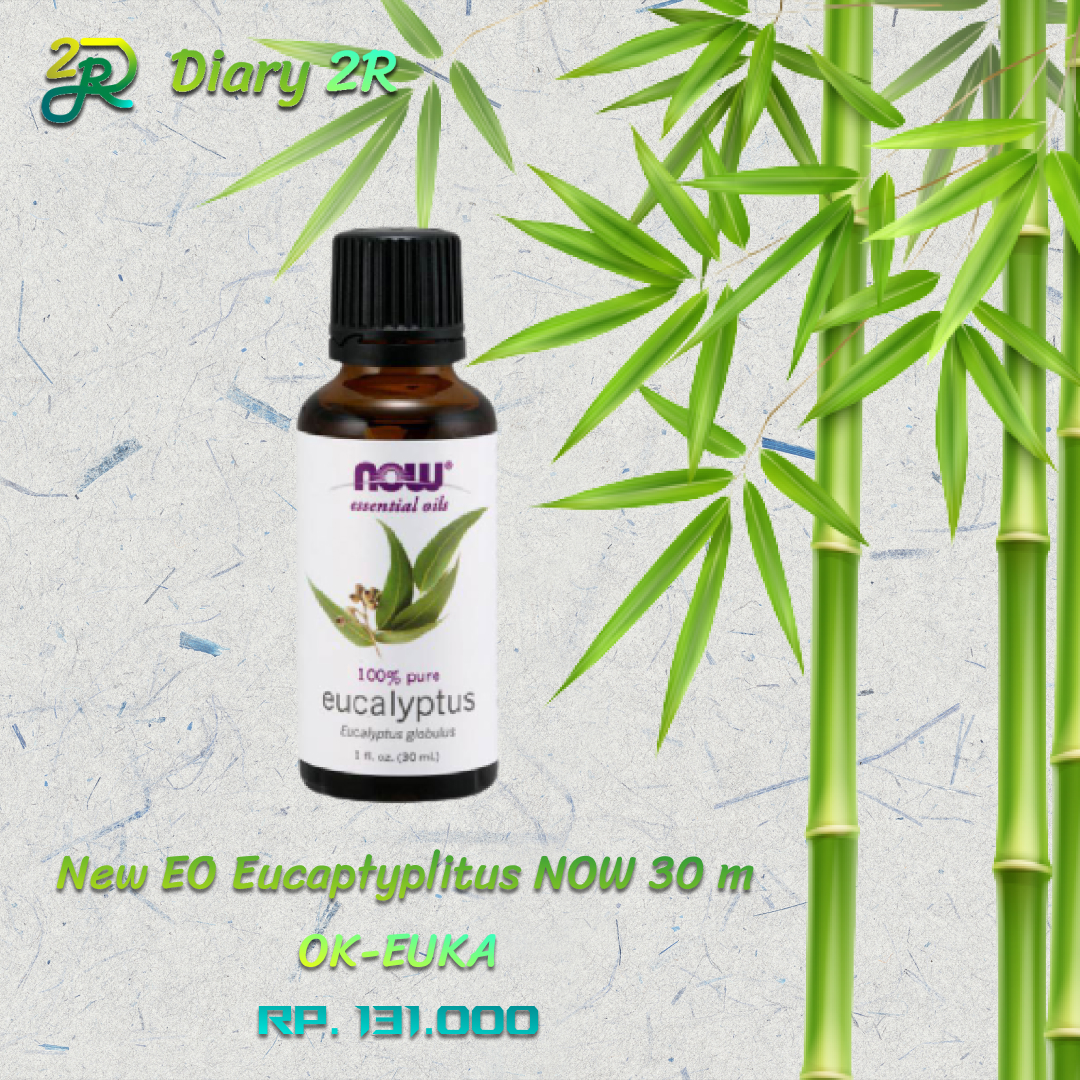 2R Diary 2R
NOW®
essential oils
100% pure
eucalyptus
Eucalyptus globulus
1 fl. oz. (30 mL)
New EO Eucaptyplitus NOW 30 m
OK-EUKA
RP. 131.000